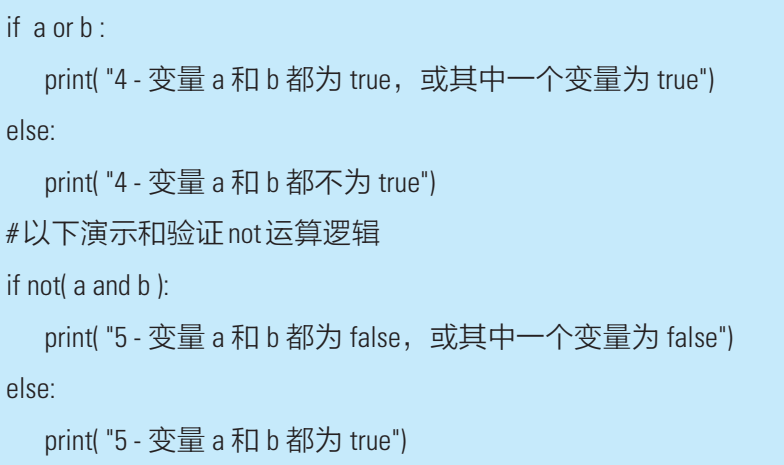 if  a or b :
   print( "4 - 变量 a 和 b 都为 true，或其中一个变量为 true")
else:
   print( "4 - 变量 a 和 b 都不为 true")
#以下演示和验证 not 运算逻辑
if not( a and b ):
   print( "5 - 变量 a 和 b 都为 false，或其中一个变量为 false")
else:
   print( "5 - 变量 a 和 b 都为 true")